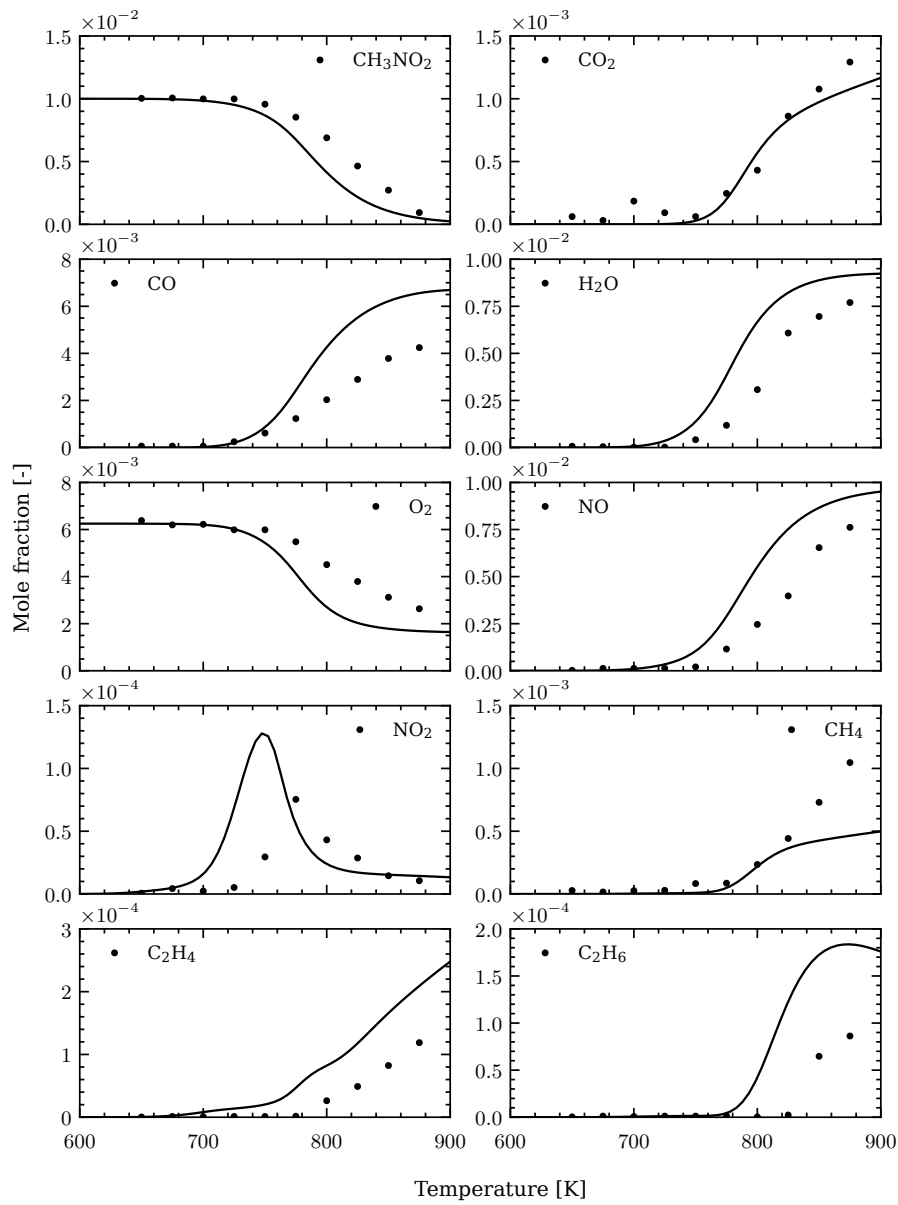 ×10⁻² ×10⁻³
1.5 CH₃NO₂ 1.5 CO₂
1.0 1.0
0.5 0.5
0.0 0.0
×10⁻³ ×10⁻²
8 CO 1.00 H₂O
6 0.75
4 0.50
2 0.25
0 0.00
×10⁻³ ×10⁻²
8 O₂ 1.00 NO
6 0.75
4 0.50
2 0.25
0 0.00
×10⁻⁴ ×10⁻³
1.5 NO₂ 1.5 CH₄
1.0 1.0
0.5 0.5
0.0 0.0
×10⁻⁴ ×10⁻⁴
3 C₂H₄ 2.0 C₂H₆
2 1.5
1 1.0
0 0.5
0.0
600 700 800 900 600 700 800 900
Mole fraction [-]
Temperature [K]